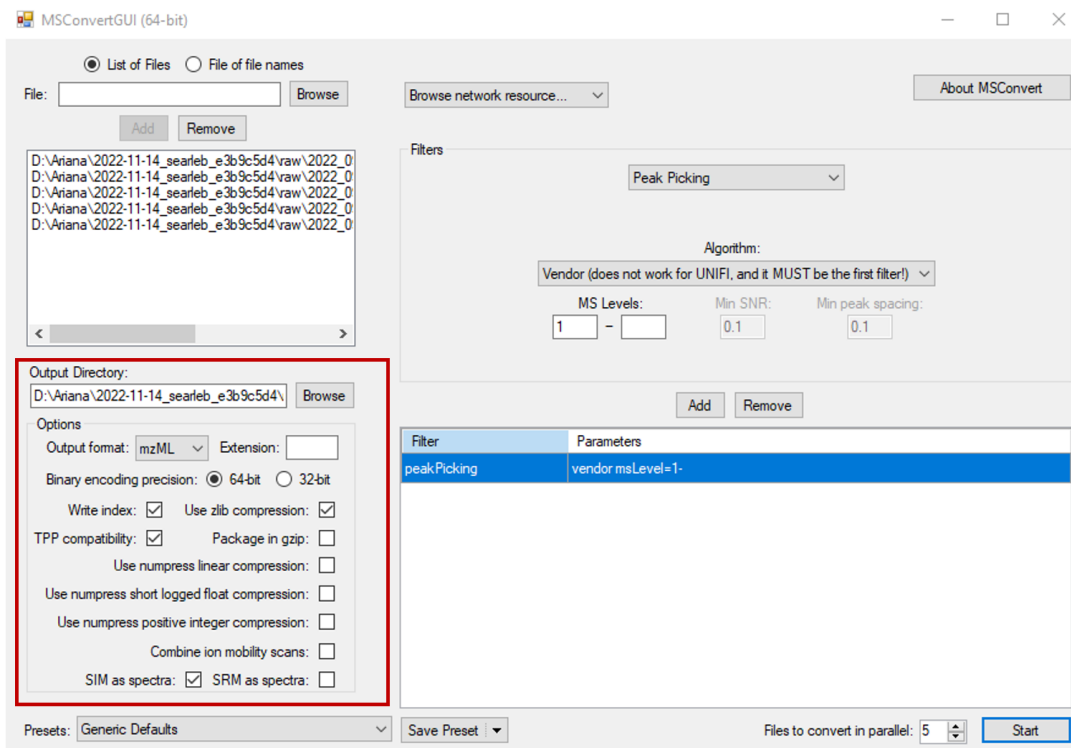 MSConvertGUI (64-bit)
List of Files File of file names
File: Browse
Browse network resource...
About MSConvert
Add Remove
D:\Ariana\2022-11-14_searleb_e3b9c5d4\raw\2022_0
D:\Ariana\2022-11-14_searleb_e3b9c5d4\raw\2022_0
D:\Ariana\2022-11-14_searleb_e3b9c5d4\raw\2022_0
D:\Ariana\2022-11-14_searleb_e3b9c5d4\raw\2022_0
D:\Ariana\2022-11-14_searleb_e3b9c5d4\raw\2022_0
Filters
Peak Picking
Algorithm:
Vendor (does not work for UNIFI, and it MUST be the first filter!)
MS Levels: Min SNR: Min peak spacing:
1 - 0.1 0.1
Add Remove
Filter Parameters
peakPicking vendor msLevel=1-
Output Directory:
D:\Ariana\2022-11-14_searleb_e3b9c5d4\ Browse
Options
Output format: mzML Extension:
Binary encoding precision: 64-bit 32-bit
Write index: Use zlib compression:
TPP compatibility: Package in gzip:
Use numpress linear compression:
Use numpress short logged float compression:
Use numpress positive integer compression:
Combine ion mobility scans:
SIM as spectra: SRM as spectra:
Presets: Generic Defaults Save Preset
Files to convert in parallel: 5 Start